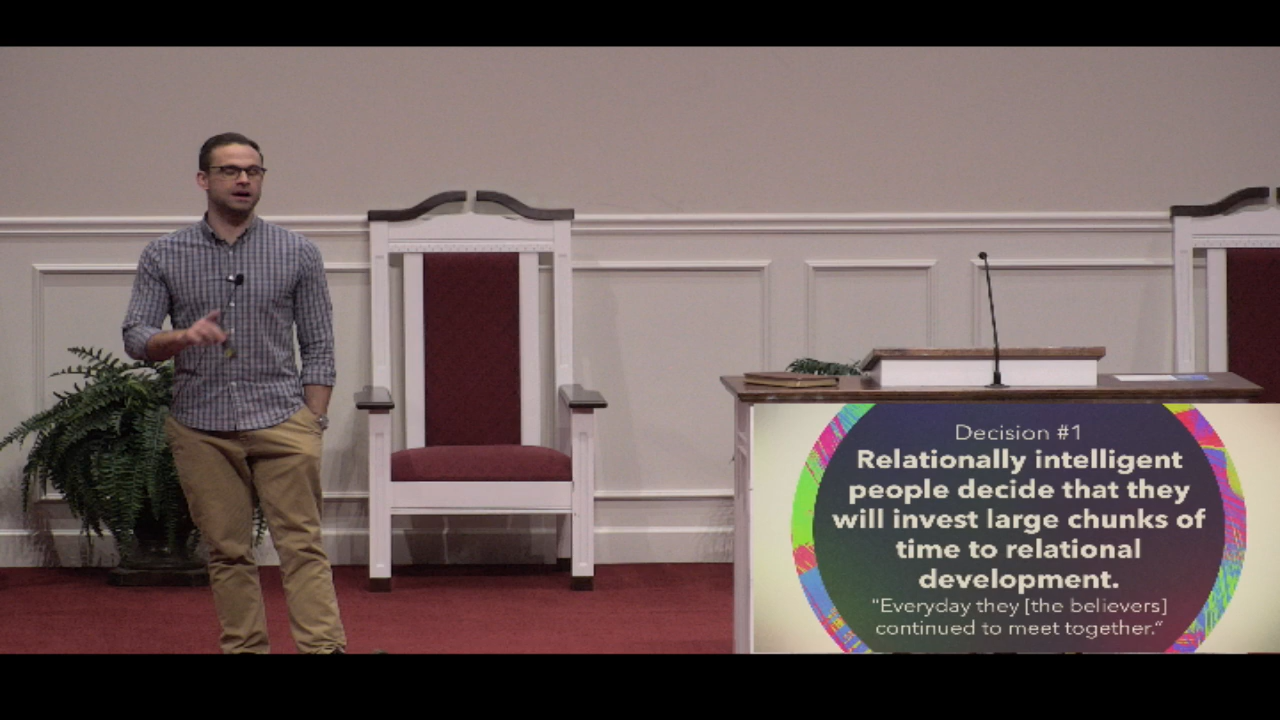 Decision #1
Relationally intelligent
people decide that they
will invest large chunks of
time to relational
development.
"Everyday they [the believers]
continued to meet together."